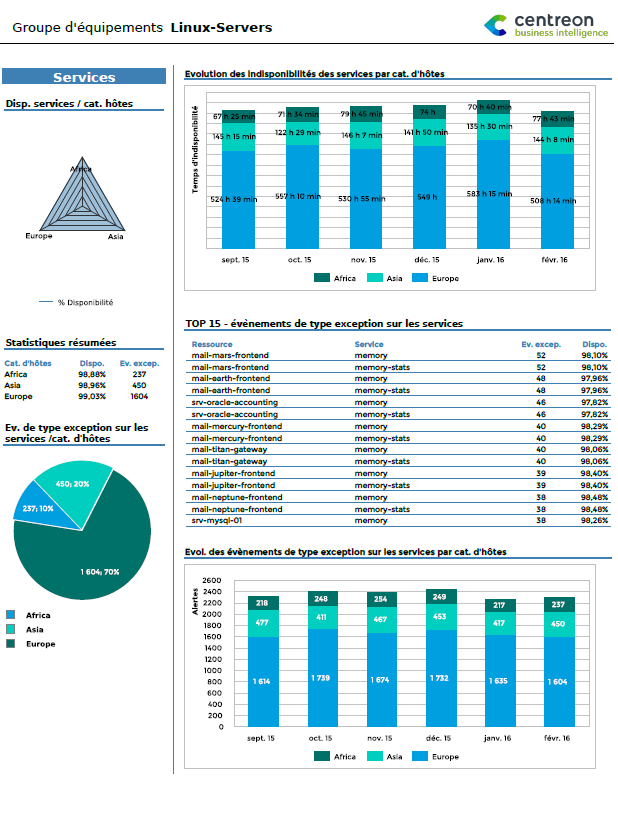 Groupe d'équipements Linux-Servers
centreon
business intelligence
Services
Disp. services / cat. hôtes
Africa
Europe
Asia
% Disponibilité
Statistiques résumées
Cat. d'hôtes Dispo. Ev. excep.
Africa 98,88% 237
Asia 98,96% 450
Europe 99,03% 1604
Ev. de type exception sur les
services /cat. d'hôtes
450; 20%
237; 10%
1 604; 70%
Africa
Asia
Europe
Evolution des indisponibilités des services par cat. d'hôtes
Temps d'indisponibilité
67 h 25 min 71 h 34 min 79 h 45 min 74 h 70 h 40 min 77 h 43 min
145 h 15 min 122 h 29 min 146 h 7 min 141 h 50 min 135 h 30 min 144 h 8 min
524 h 39 min 557 h 10 min 530 h 55 min 549 h 583 h 15 min 508 h 14 min
sept. 15 oct. 15 nov. 15 déc. 15 janv. 16 févr. 16
Africa Asia Europe
TOP 15 - évènements de type exception sur les services
Ressource Service Ev. excep. Dispo.
mail-mars-frontend memory 52 98,10%
mail-mars-frontend memory-stats 52 98,10%
mail-earth-frontend memory 48 97,96%
mail-earth-frontend memory-stats 48 97,96%
srv-oracle-accounting memory 46 97,82%
srv-oracle-accounting memory-stats 46 97,82%
mail-mercury-frontend memory 40 98,29%
mail-mercury-frontend memory-stats 40 98,29%
mail-titan-gateway memory 40 98,06%
mail-titan-gateway memory-stats 40 98,06%
mail-jupiter-frontend memory 39 98,40%
mail-jupiter-frontend memory-stats 39 98,40%
mail-neptune-frontend memory 38 98,48%
mail-neptune-frontend memory-stats 38 98,48%
srv-mysql-01 memory 38 98,26%
Evol. des évènements de type exception sur les services par cat. d'hôtes
Alertes
2600
2400
2200
2000
1800
1600
1400
1200
1000
800
600
400
200
0
218 248 254 249 217 237
477 411 467 453 417 450
1 614 1 739 1 674 1 732 1 635 1 604
sept. 15 oct. 15 nov. 15 déc. 15 janv. 16 févr. 16
Africa Asia Europe